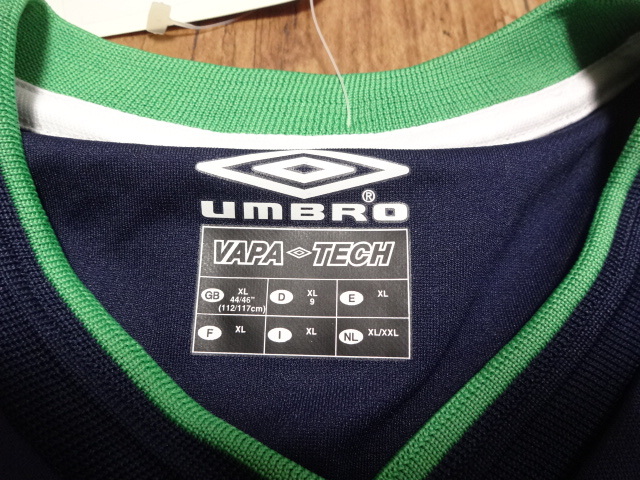 UMBRO®
VAPA TECH
GB XL 44/46" (112/117cm)
D XL 9
E XL
F XL
I XL
NL XL/XXL